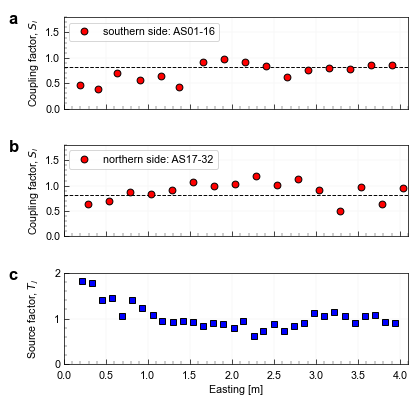 a
southern side: AS01-16
Coupling factor, Sᵢ
1.5
1.0
0.5
0.0
b
northern side: AS17-32
Coupling factor, Sᵢ
1.5
1.0
0.5
0.0
c
Source factor, Tⱼ
2
1
0
0.0 0.5 1.0 1.5 2.0 2.5 3.0 3.5 4.0
Easting [m]